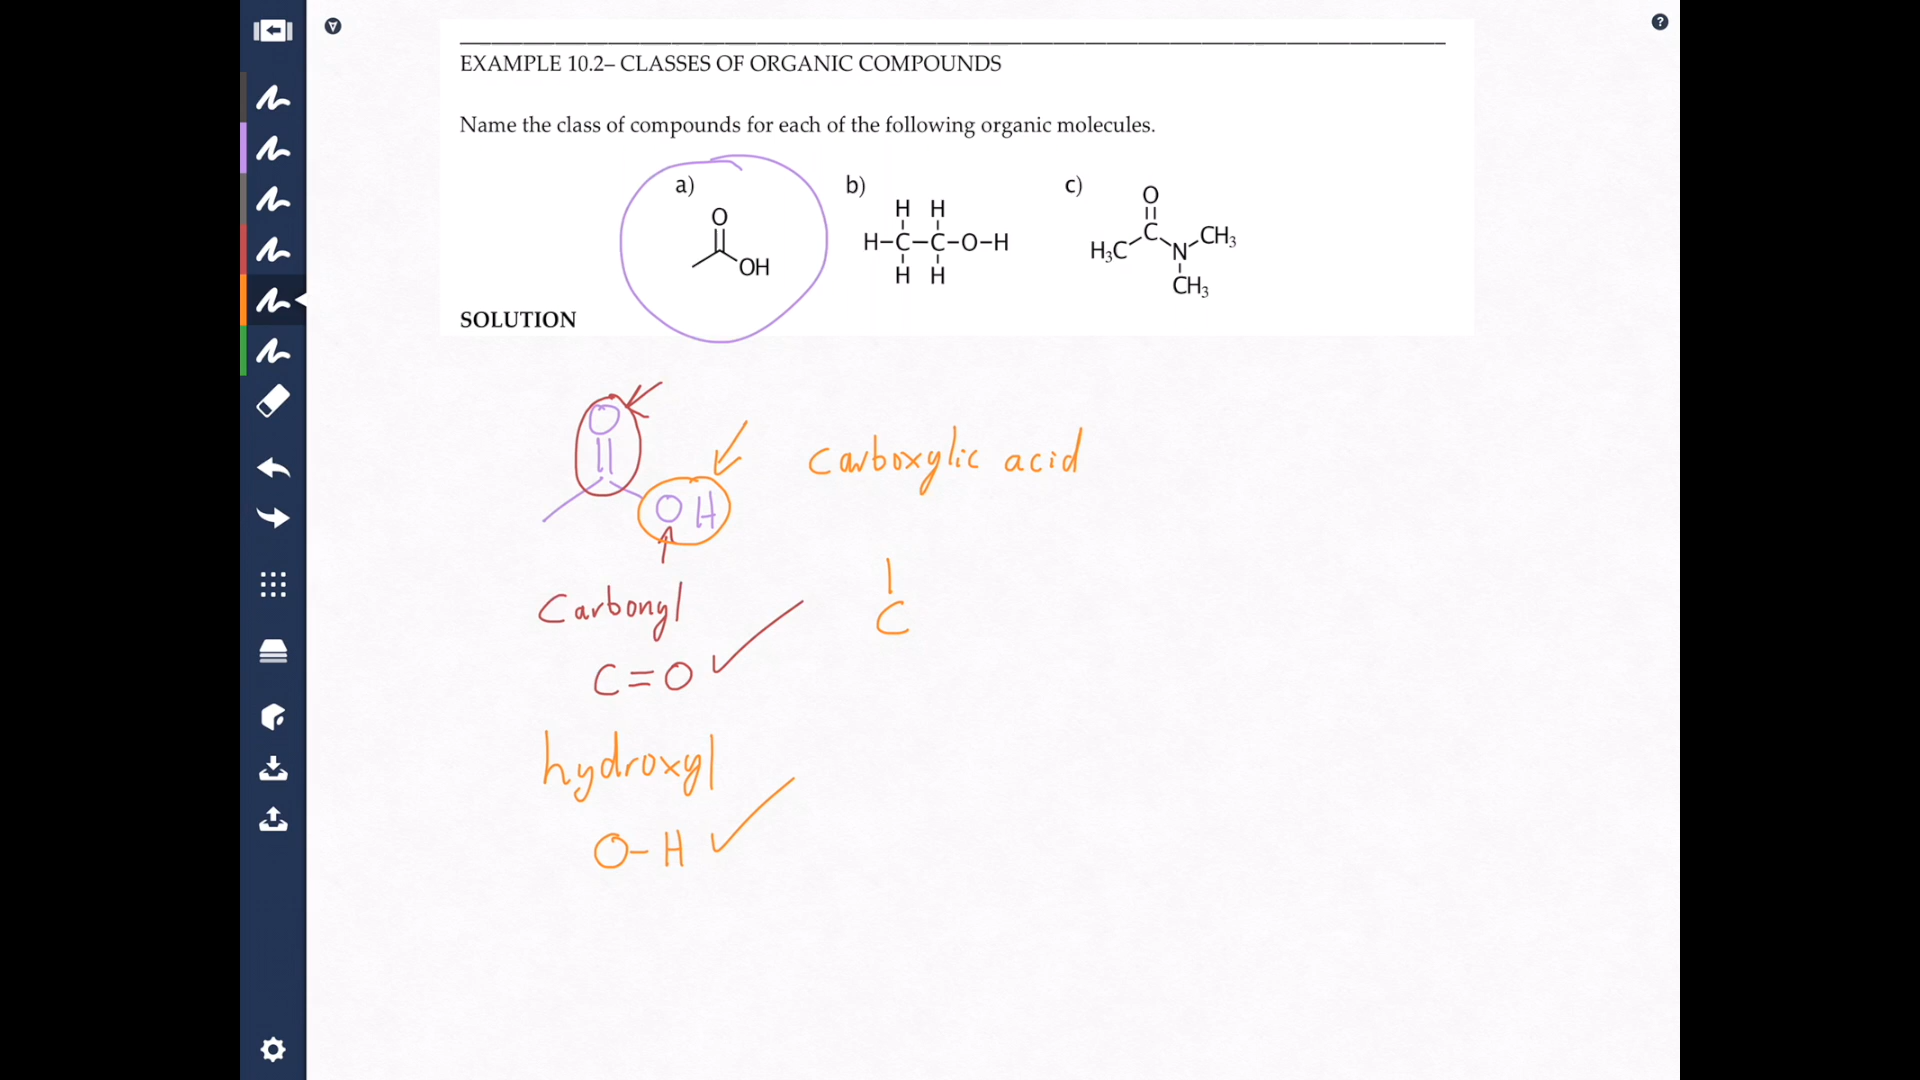 EXAMPLE 10.2– CLASSES OF ORGANIC COMPOUNDS
Name the class of compounds for each of the following organic molecules.
a) b) c)
O
OH
H H
H–C–C–O–H
H H
O
H₃C C N CH₃
CH₃
SOLUTION
O
OH
carboxylic acid
Carbonyl
C=O
C
hydroxyl
O–H